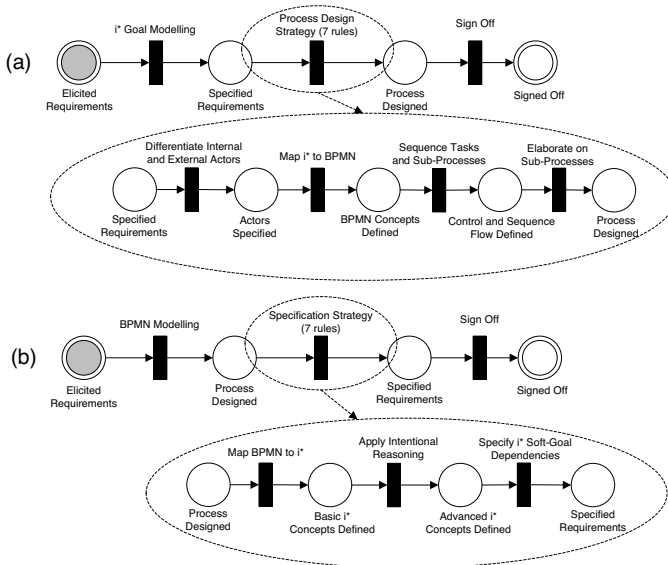 (a)
i* Goal Modelling
Process Design
Strategy (7 rules)
Sign Off
Elicited
Requirements
Specified
Requirements
Process
Designed
Signed Off
Differentiate Internal
and External Actors
Map i* to BPMN
Sequence Tasks
and Sub-Processes
Elaborate on
Sub-Processes
Specified
Requirements
Actors
Specified
BPMN Concepts
Defined
Control and Sequence
Flow Defined
Process
Designed
(b)
BPMN Modelling
Specification Strategy
(7 rules)
Sign Off
Elicited
Requirements
Process
Designed
Specified
Requirements
Signed Off
Map BPMN to i*
Apply Intentional
Reasoning
Specify i* Soft-Goal
Dependencies
Process
Designed
Basic i*
Concepts Defined
Advanced i*
Concepts Defined
Specified
Requirements